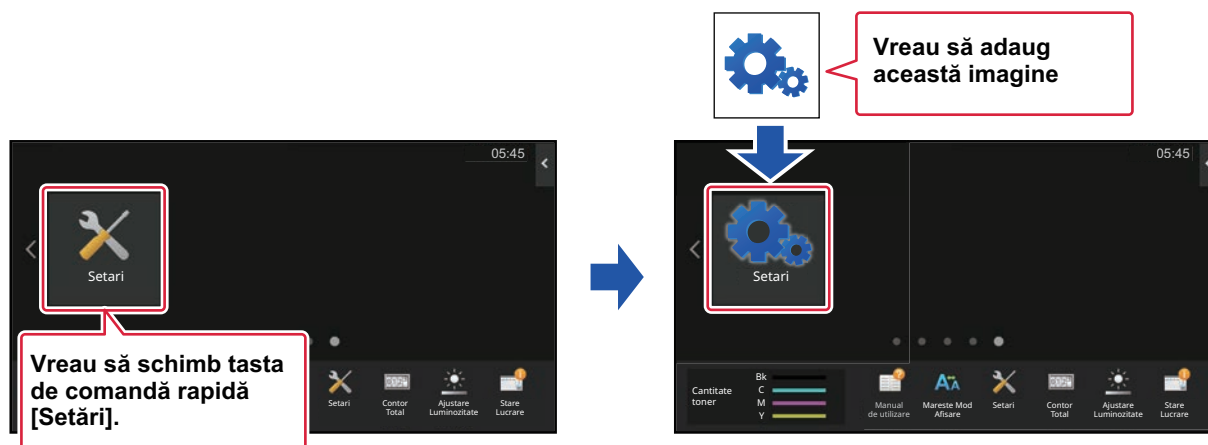 Vreau să adaug
această imagine
05:45
Setari
Vreau să schimb tasta
de comandă rapidă
[Setări].
Setari
Contor
Total
Ajustare
Luminozitate
Stare
Lucrare
05:45
Setari
Cantitate
toner
Bk
C
M
Y
Manual
de utilizare
Mareste Mod
Afisare
Setari
Contor
Total
Ajustare
Luminozitate
Stare
Lucrare